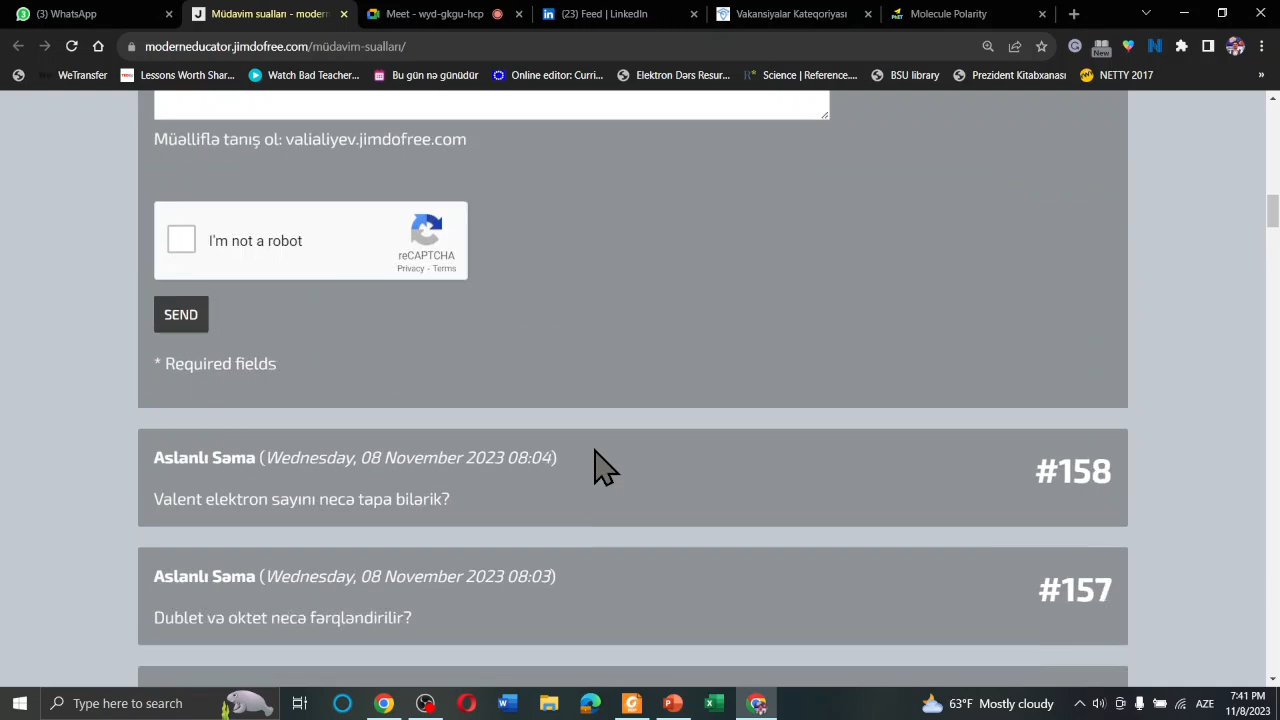 (3) WhatsApp
Müdavim sualları - modern
Meet - wyd-gkgu-hcp
(23) Feed | LinkedIn
Vakansiyalar Kateqoriyası
Molecule Polarity
moderneducator.jimdofree.com/müdavim-sualları/
New
WeTransfer
Lessons Worth Shar...
Watch Bad Teacher...
Bu gün nə günüdür
Online editor: Curri...
Elektron Dərs Resur...
Science | Reference....
BSU library
Prezident Kitabxanası
NETTY 2017
»
Müəlliflə tanış ol: valialiyev.jimdofree.com
I'm not a robot
reCAPTCHA
Privacy - Terms
SEND
* Required fields
Aslanlı Səma (Wednesday, 08 November 2023 08:04)
#158
Valent elektron sayını necə tapa bilərik?
Aslanlı Səma (Wednesday, 08 November 2023 08:03)
#157
Dublet və oktet necə fərqləndirilir?
Type here to search
63°F Mostly cloudy
AZE
7:41 PM
11/8/2023